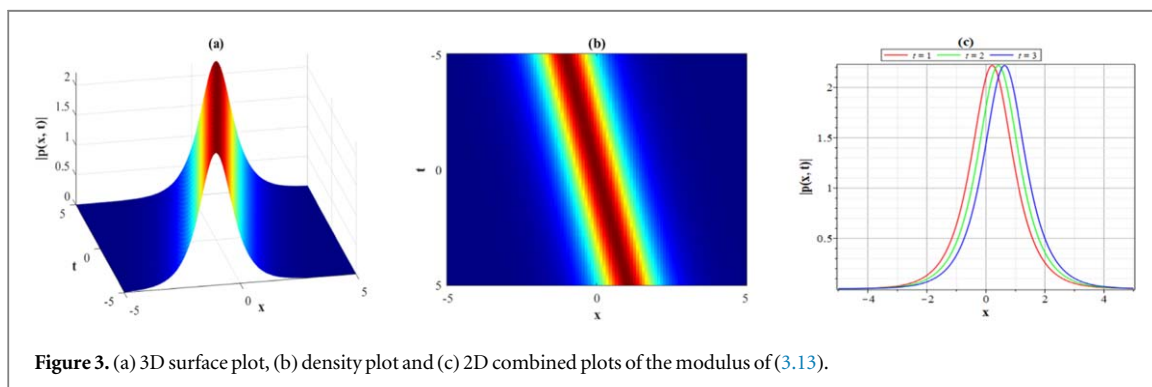 (a)
2
1.5
1
0.5
0
|p(x, t)|
5
0
-5
t
-5
0
5
x
(b)
-5
0
5
t
-5
0
5
x
(c)
t = 1 t = 2 t = 3
2
1.5
1
0.5
|p(x, t)|
−4 −2 0 2 4
x
Figure 3. (a) 3D surface plot, (b) density plot and (c) 2D combined plots of the modulus of (3.13).